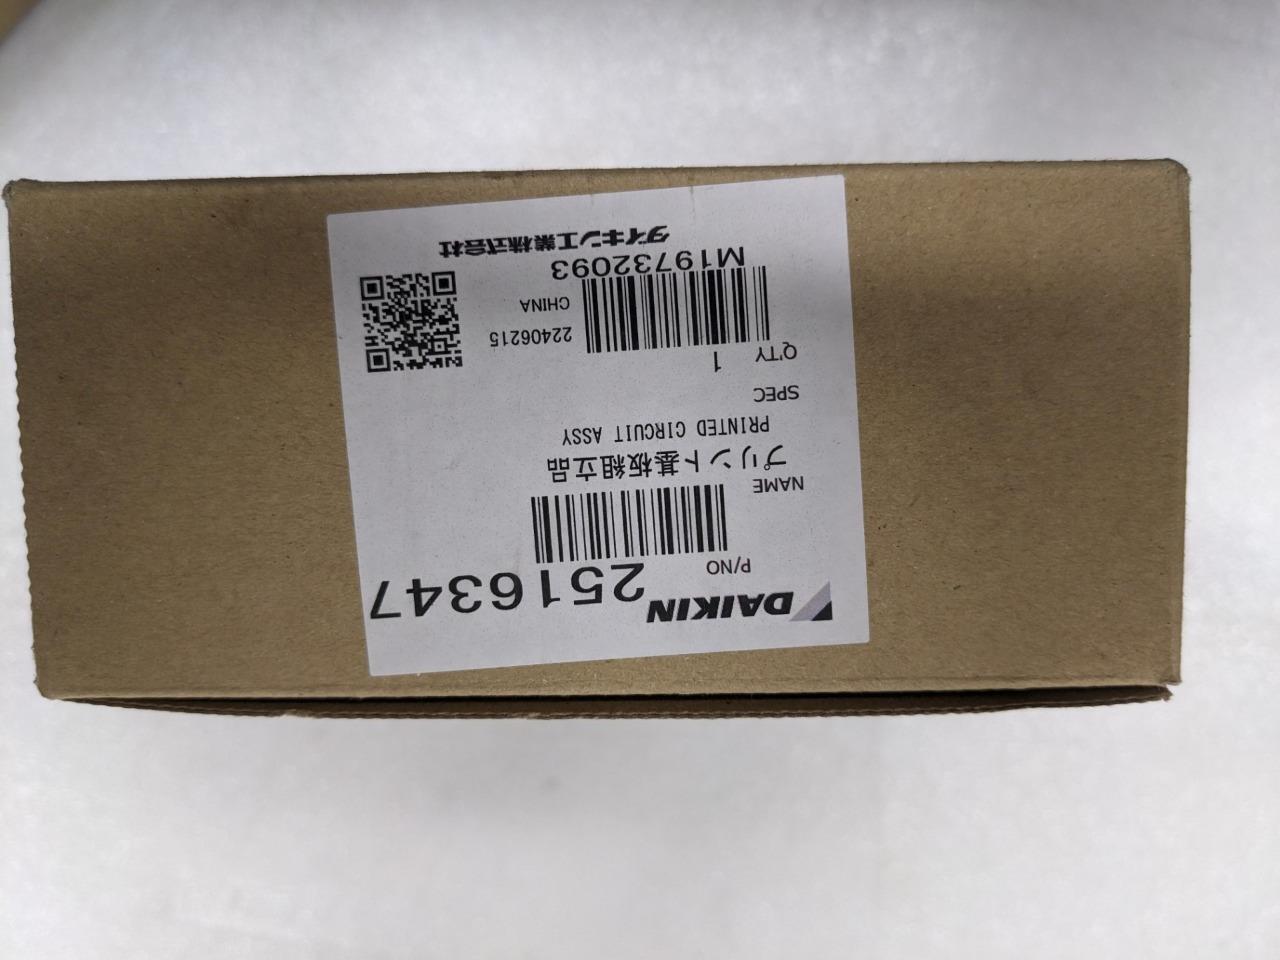 DAIKIN
P/NO 2516347
NAME
プリント基板組立品
PRINTED CIRCUIT ASSY
SPEC
Q'TY 1
22406215
CHINA
M19732093
ダイキン工業株式会社